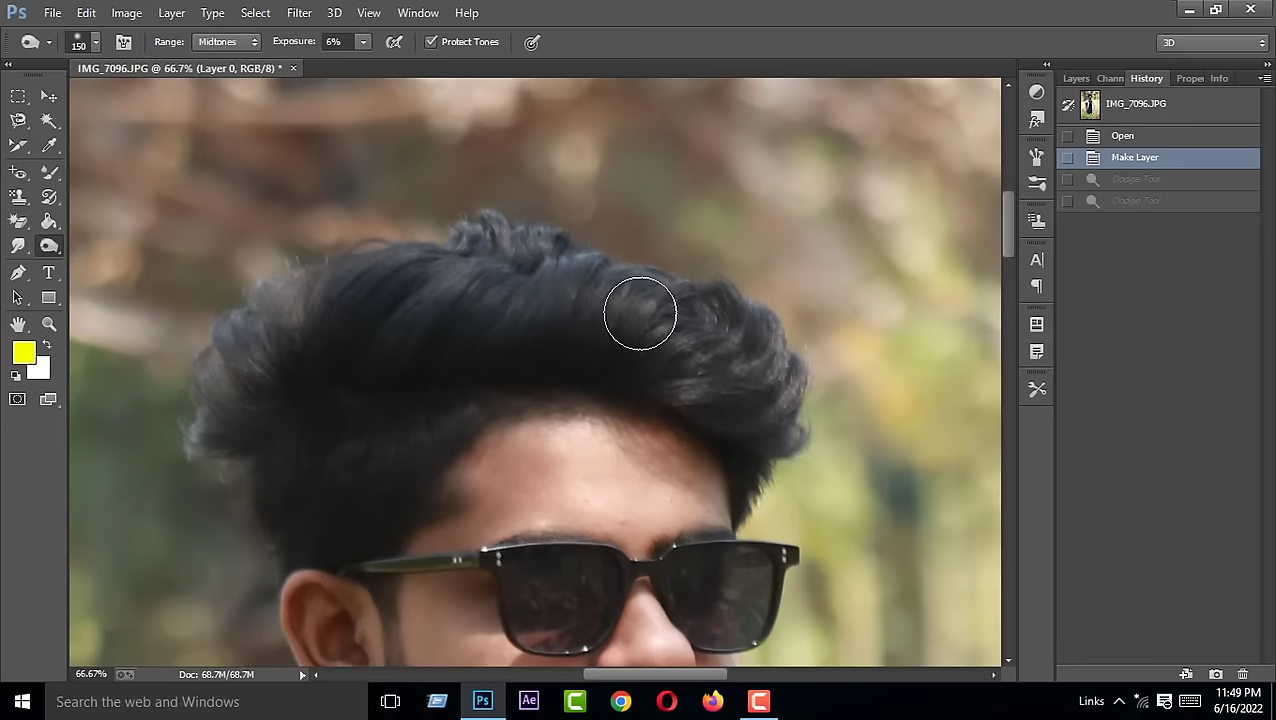 Ps File Edit Image Layer Type Select Filter 3D View Window Help
150 Range: Midtones Exposure: 6% Protect Tones 3D
IMG_7096.JPG @ 66.7% (Layer 0, RGB/8) * ×
Layers Chann History Proper Info
IMG_7096.JPG
Open
Make Layer
Dodge Tool
Dodge Tool
66.67% Doc: 68.7M/68.7M
Search the web and Windows Ps Ae Links 11:49 PM
6/16/2022